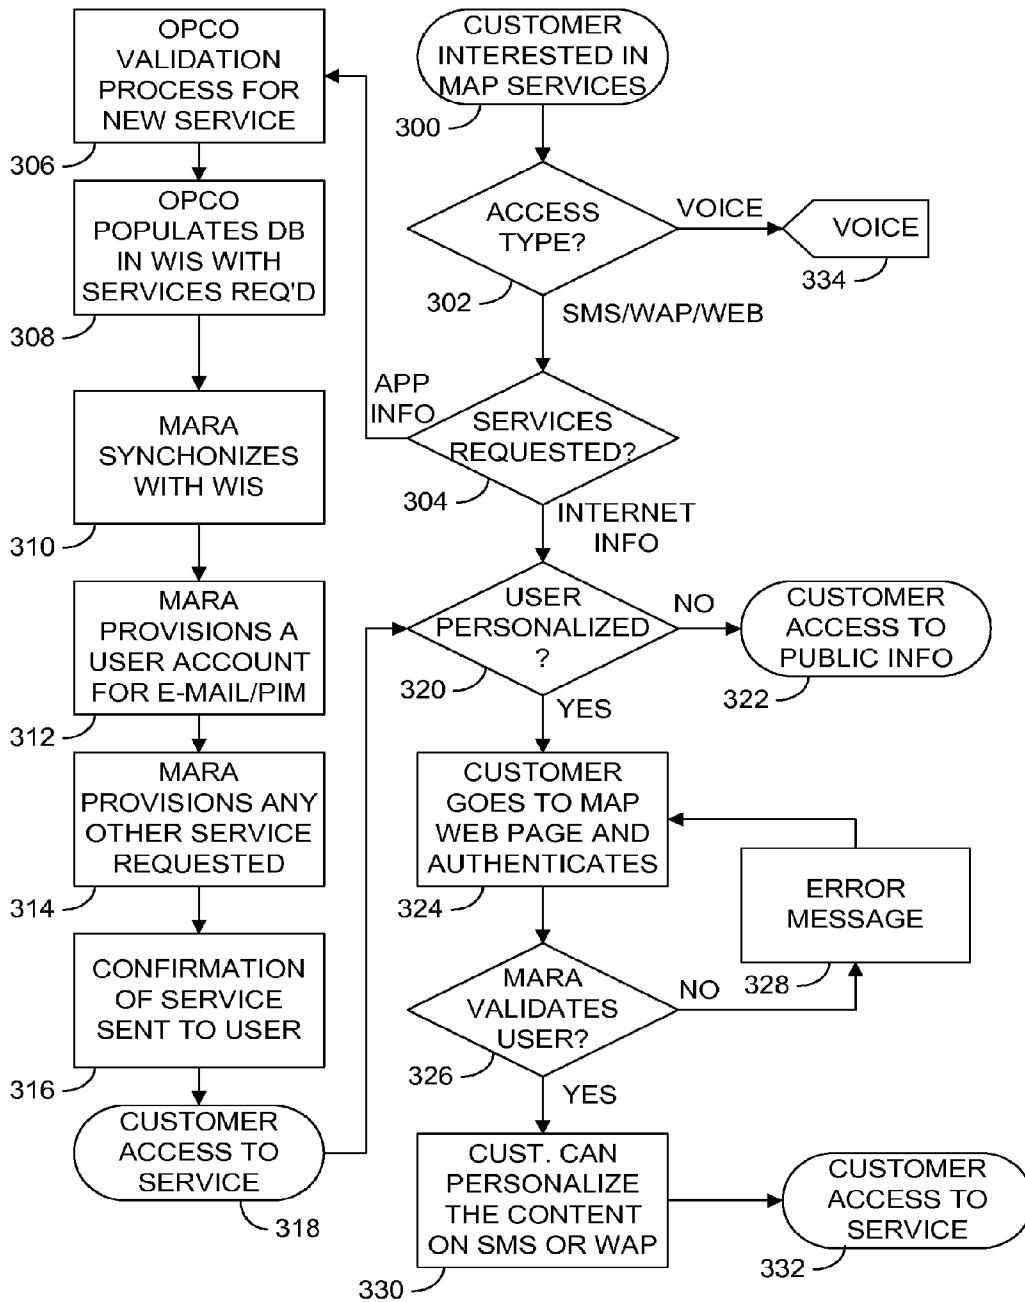 CUSTOMER
INTERESTED IN
MAP SERVICES
300
ACCESS
TYPE?
302
VOICE
VOICE
334
SMS/WAP/WEB
SERVICES
REQUESTED?
304
APP
INFO
INTERNET
INFO
OPCO
VALIDATION
PROCESS FOR
NEW SERVICE
306
OPCO
POPULATES DB
IN WIS WITH
SERVICES REQ'D
308
MARA
SYNCHONIZES
WITH WIS
310
MARA
PROVISIONS A
USER ACCOUNT
FOR E-MAIL/PIM
312
MARA
PROVISIONS ANY
OTHER SERVICE
REQUESTED
314
CONFIRMATION
OF SERVICE
SENT TO USER
316
CUSTOMER
ACCESS TO
SERVICE
318
USER
PERSONALIZED
?
320
NO
CUSTOMER
ACCESS TO
PUBLIC INFO
322
YES
CUSTOMER
GOES TO MAP
WEB PAGE AND
AUTHENTICATES
324
MARA
VALIDATES
USER?
326
NO
ERROR
MESSAGE
328
YES
CUST. CAN
PERSONALIZE
THE CONTENT
ON SMS OR WAP
330
CUSTOMER
ACCESS TO
SERVICE
332